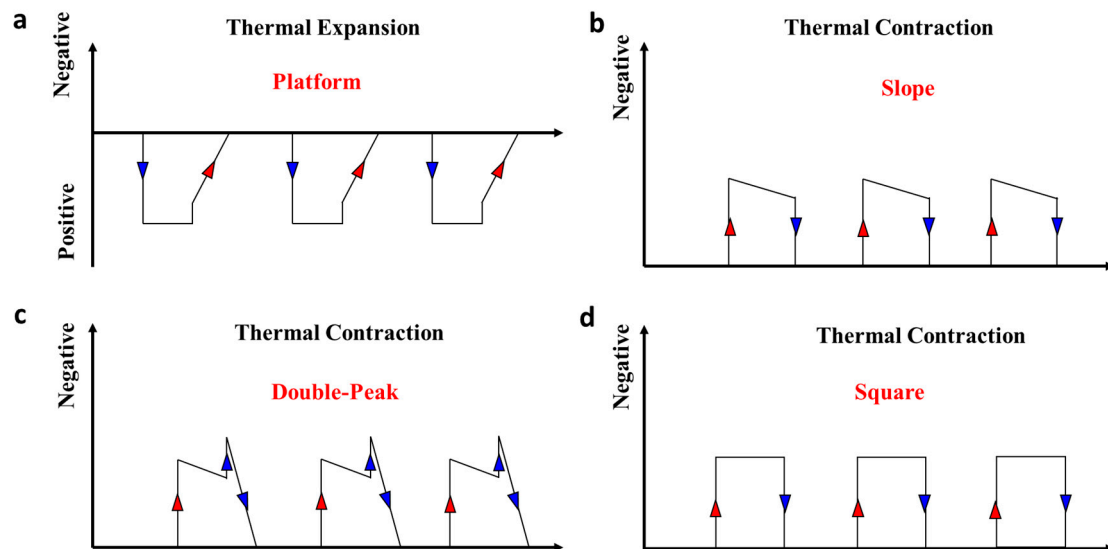 a
Thermal Expansion
Platform
Negative
Positive
b
Thermal Contraction
Slope
Negative
c
Thermal Contraction
Double-Peak
Negative
d
Thermal Contraction
Square
Negative